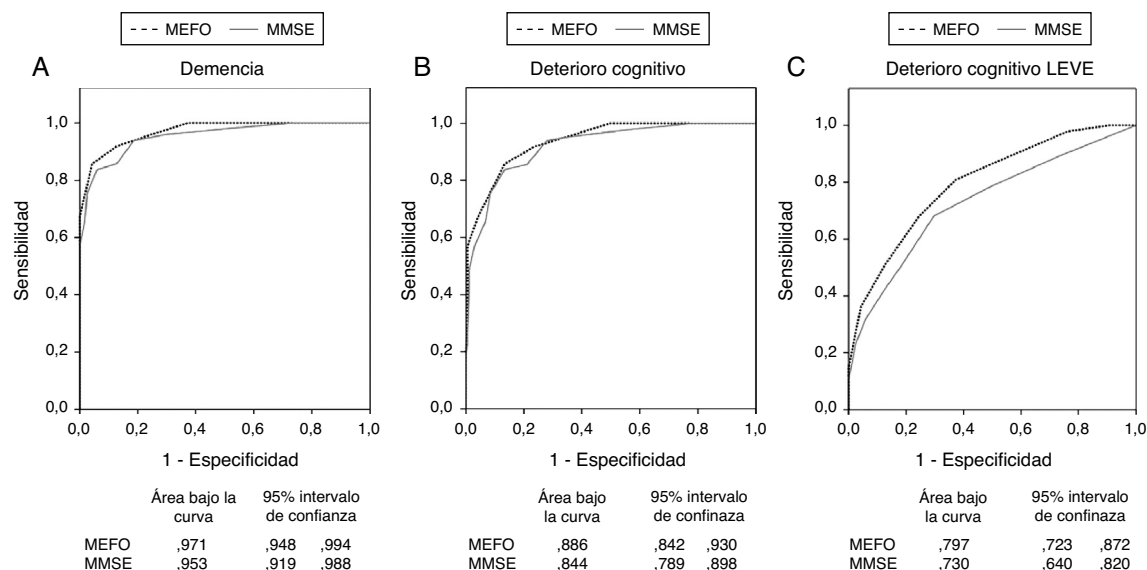 MEFO MMSE
A Demencia
Sensibilidad
1,0
0,8
0,6
0,4
0,2
0,0
0,0 0,2 0,4 0,6 0,8 1,0
1 - Especificidad
Área bajo la curva 95% intervalo de confianza
MEFO ,971 ,948 ,994
MMSE ,953 ,919 ,988
MEFO MMSE
B Deterioro cognitivo
Sensibilidad
1,0
0,8
0,6
0,4
0,2
0,0
0,0 0,2 0,4 0,6 0,8 1,0
1 - Especificidad
Área bajo la curva 95% intervalo de confinaza
MEFO ,886 ,842 ,930
MMSE ,844 ,789 ,898
MEFO MMSE
C Deterioro cognitivo LEVE
Sensibilidad
1,0
0,8
0,6
0,4
0,2
0,0
0,0 0,2 0,4 0,6 0,8 1,0
1 - Especificidad
Área bajo la curva 95% intervalo de confianza
MEFO ,797 ,723 ,872
MMSE ,730 ,640 ,820